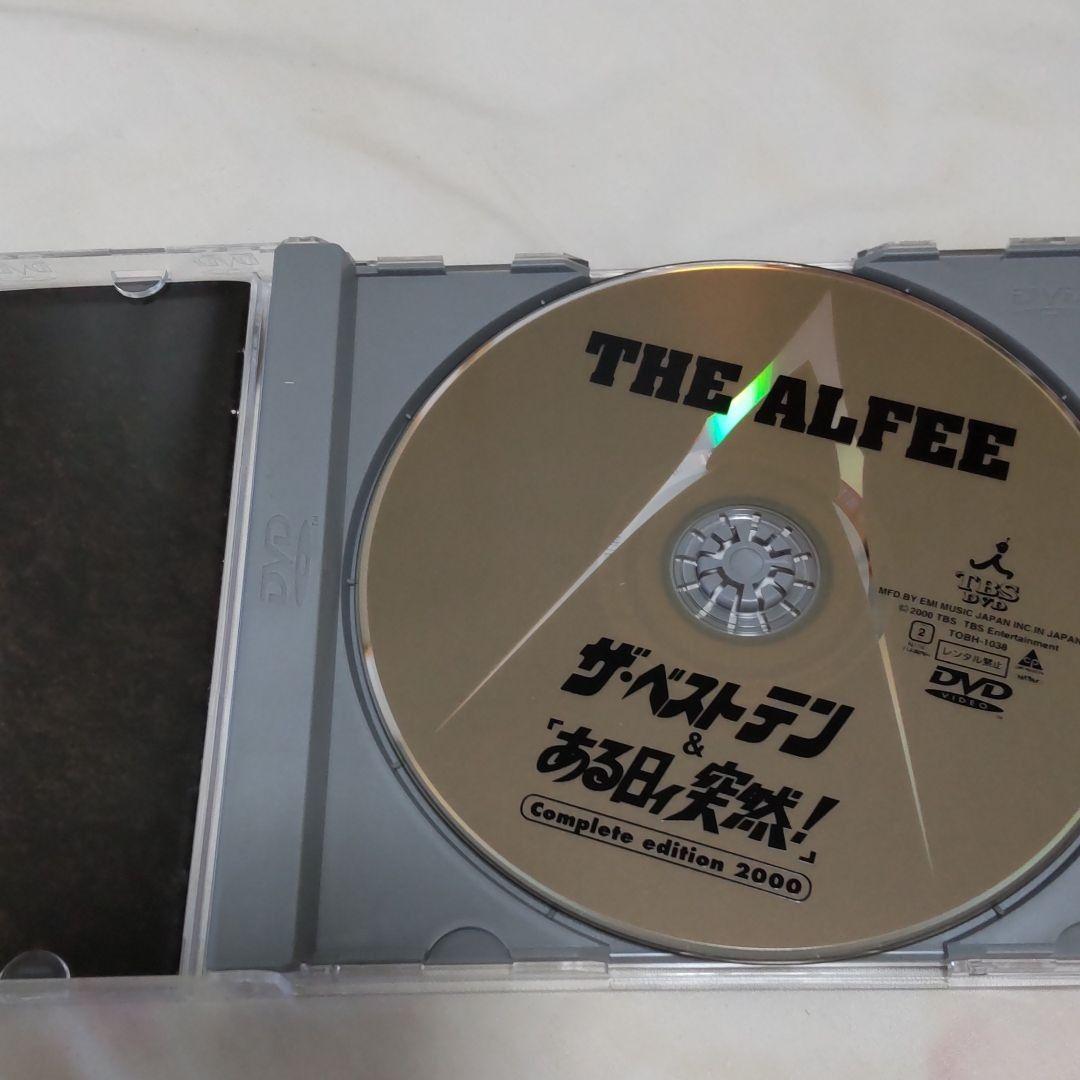 THE ALFEE
TBS
DVD
MFD.BY EMI MUSIC JAPAN INC.IN JAPAN
© 2000 TBS TBS Entertainment
TOBH-1038
2
レンタル禁止
DVD
VIDEO
ザ・ベストテン
&
「ある日ィ突然!」
Complete edition 2000
DVD
DVD